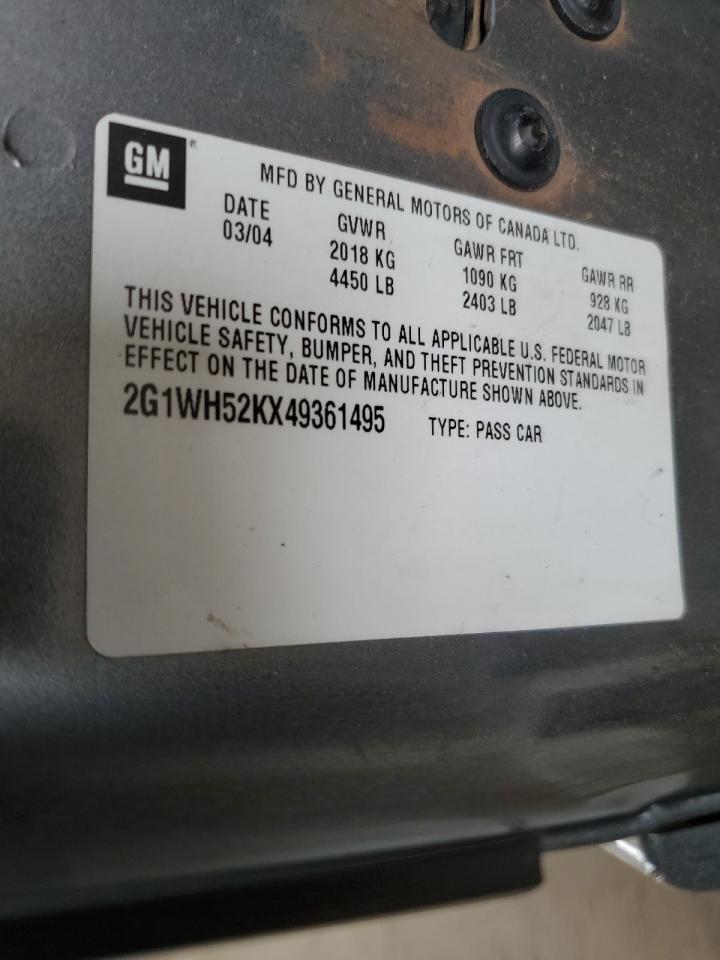 GM
MFD BY GENERAL MOTORS OF CANADA LTD.
DATE GVWR GAWR FRT GAWR RR
03/04 2018 KG 1090 KG 928 KG
4450 LB 2403 LB 2047 LB
THIS VEHICLE CONFORMS TO ALL APPLICABLE U.S. FEDERAL MOTOR
VEHICLE SAFETY, BUMPER, AND THEFT PREVENTION STANDARDS IN
EFFECT ON THE DATE OF MANUFACTURE SHOWN ABOVE.
2G1WH52KX49361495 TYPE: PASS CAR